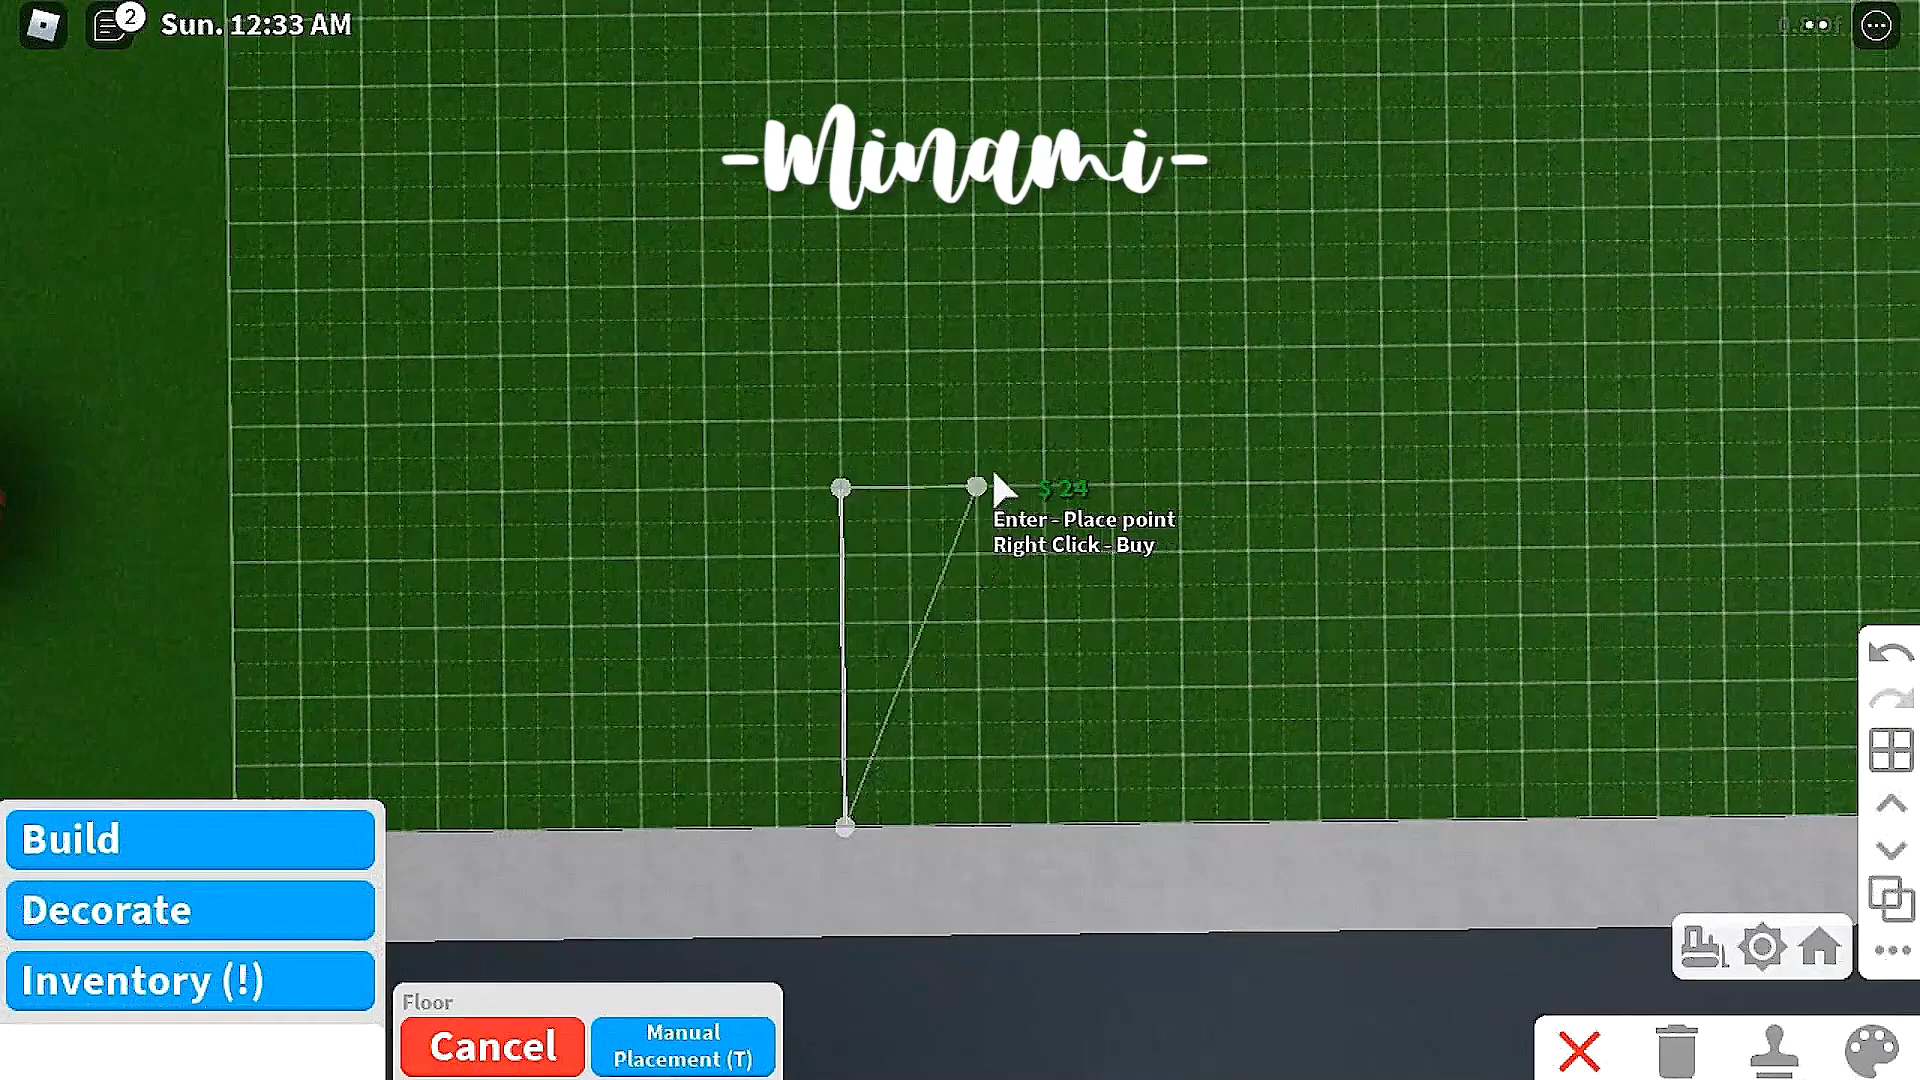 2
Sun. 12:33 AM
-Minami-
$ 24
Enter - Place point
Right Click - Buy
Build
Decorate
Inventory (!)
Floor
Cancel
Manual
Placement (T)